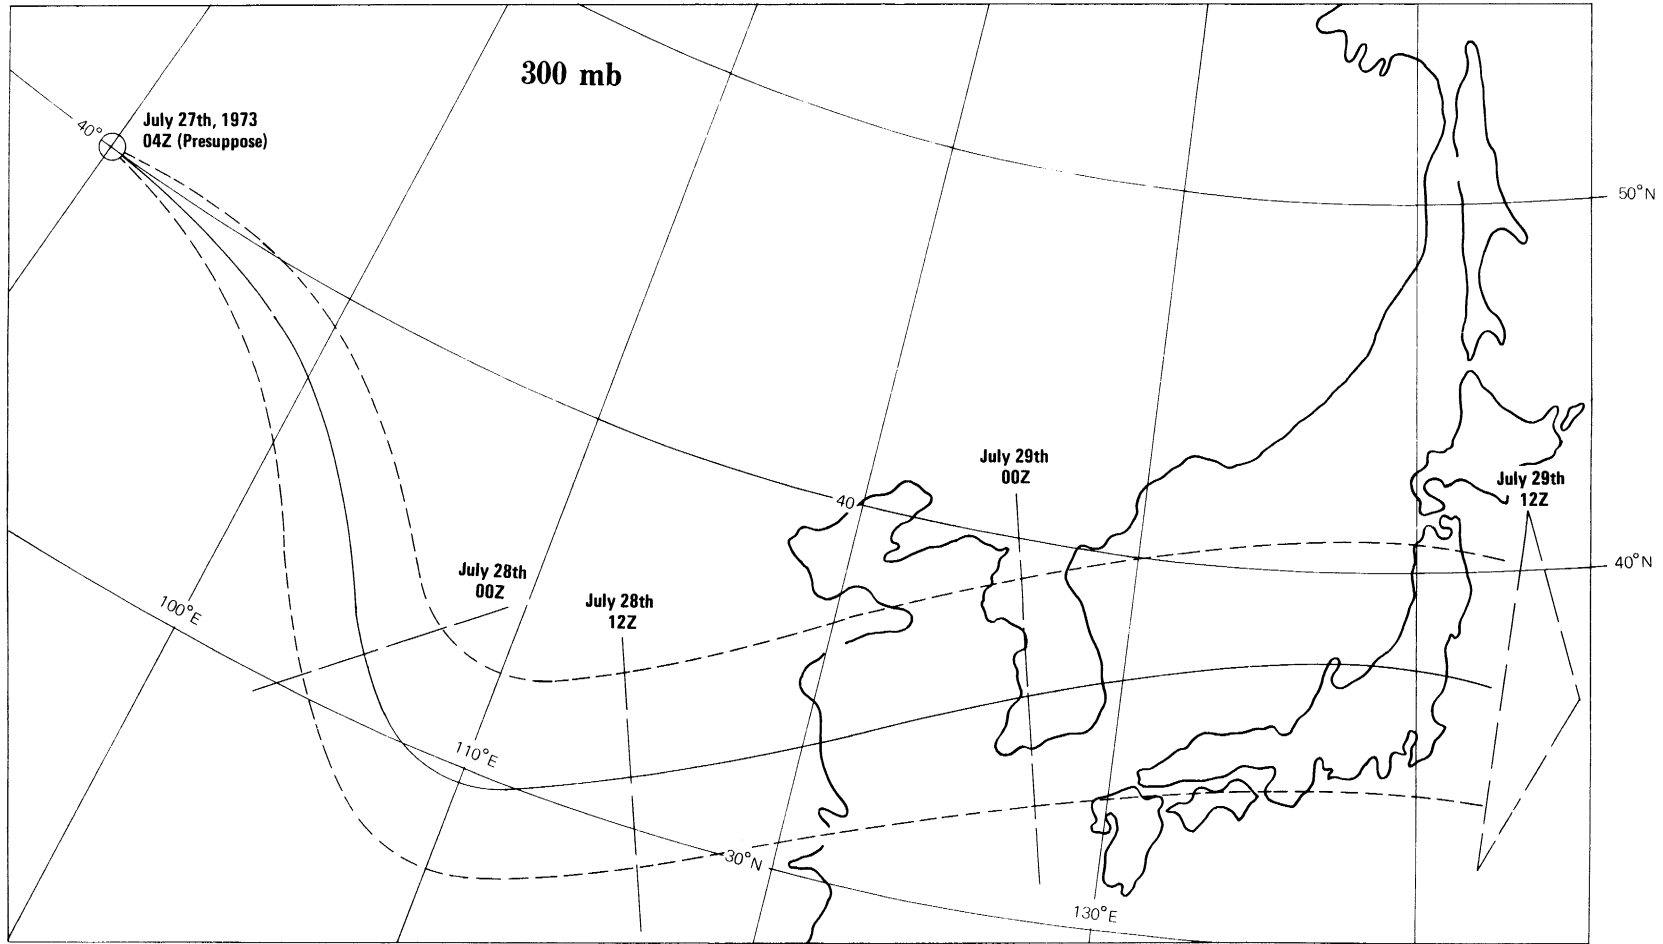 300 mb
40°
July 27th, 1973
04Z (Presuppose)
50°N
July 29th
00Z
July 29th
12Z
40
40°N
July 28th
00Z
July 28th
12Z
100°E
110°E
30°N
130°E